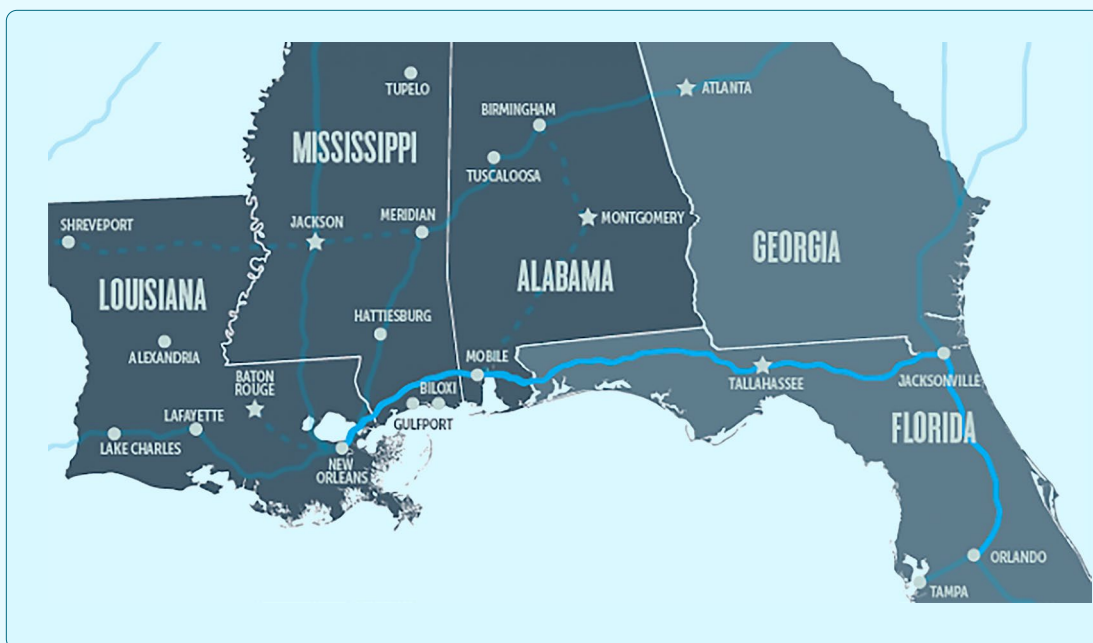 TUPELO
BIRMINGHAM
ATLANTA
MISSISSIPPI
TUSCALOOSA
SHREVEPORT
JACKSON
MERIDIAN
MONTGOMERY
GEORGIA
LOUISIANA
ALABAMA
HATTIESBURG
ALEXANDRIA
MOBILE
BATON
ROUGE
BILOXI
TALLAHASSEE
JACKSONVILLE
LAFAYETTE
GULFPORT
FLORIDA
LAKE CHARLES
NEW
ORLEANS
ORLANDO
TAMPA